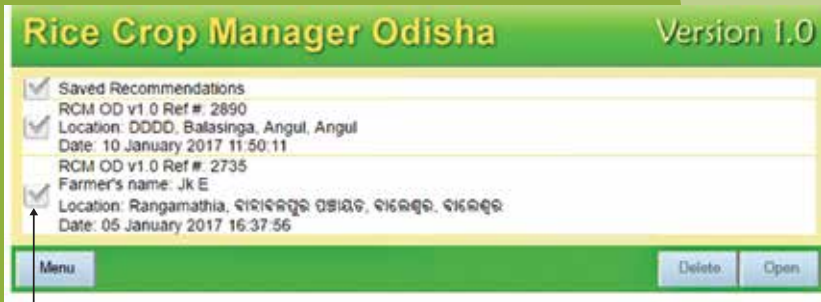 Rice Crop Manager Odisha
Version 1.0
Saved Recommendations
RCM OD v1.0 Ref #: 2890
Location: DDDD, Balasinga, Angul, Angul
Date: 10 January 2017 11:50:11
RCM OD v1.0 Ref #: 2735
Farmer's name: Jk E
Location: Rangamathia, ପଞ୍ଚାୟତ, ବାଲେଶ୍ୱର, ବାଲେଶ୍ୱର
Date: 05 January 2017 16:37:56
Menu
Delete
Open